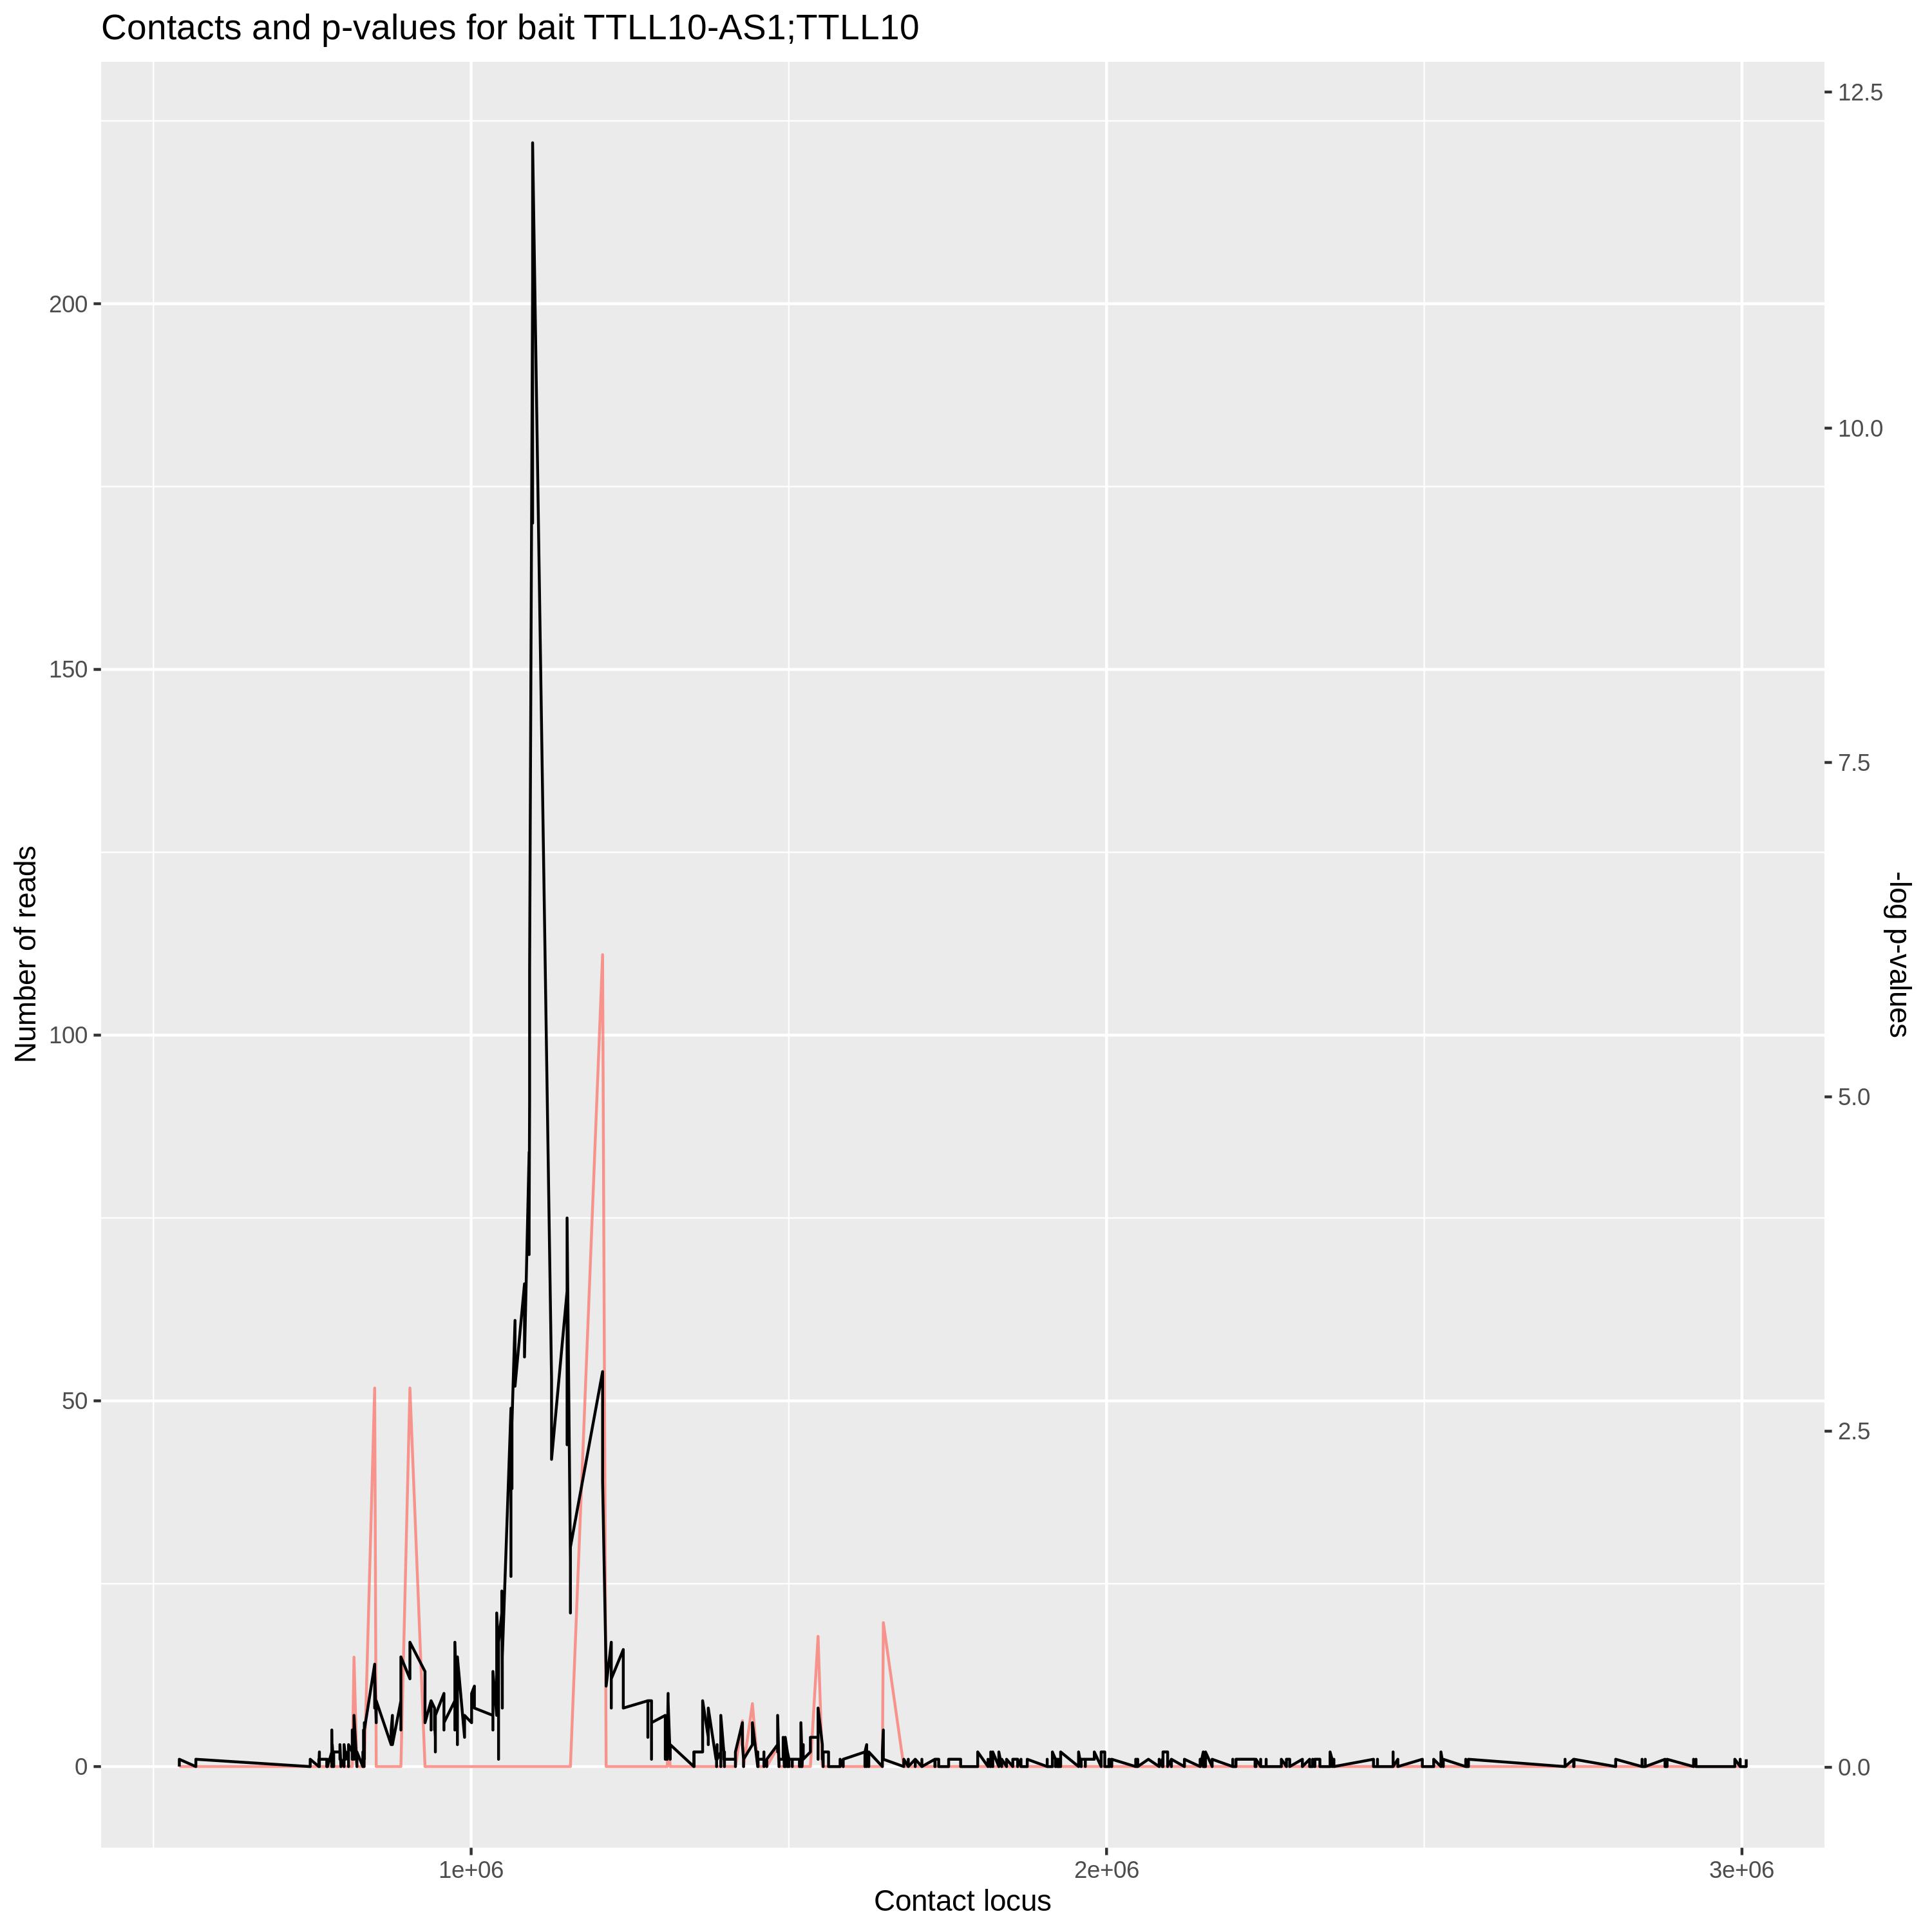 Contacts and p-values for bait TTLL10-AS1;TTLL10
Number of reads
200
150
100
50
0
12.5
10.0
7.5
5.0
2.5
0.0
-log p-values
1e+06
2e+06
3e+06
Contact locus